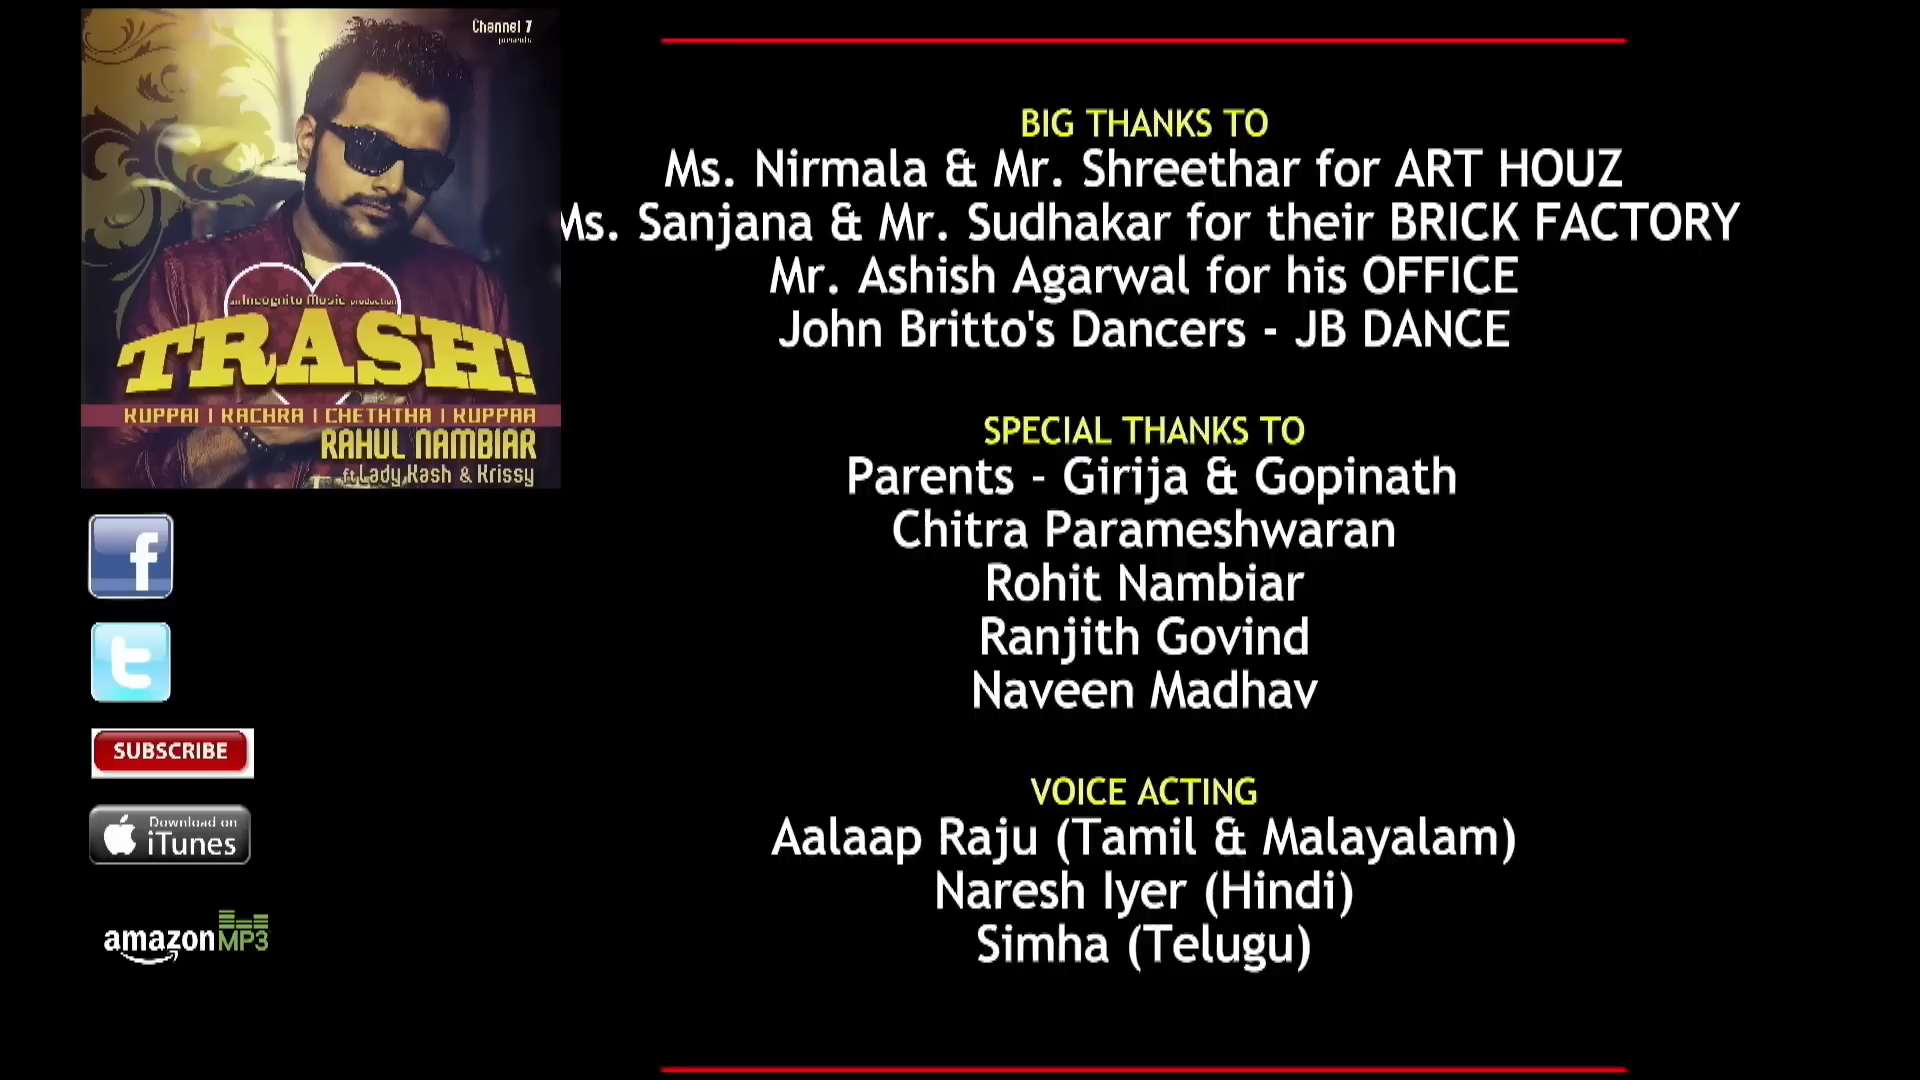 Channel 7
presents
an Incognito Music production
TRASH!
KUPPAI | KACHRA | CHETHTHA | KUPPAA
RAHUL NAMBIAR
ft Lady Kash & Krissy
f
t
SUBSCRIBE
Download on
iTunes
amazonMP3
BIG THANKS TO
Ms. Nirmala & Mr. Shreethar for ART HOUZ
Ms. Sanjana & Mr. Sudhakar for their BRICK FACTORY
Mr. Ashish Agarwal for his OFFICE
John Britto's Dancers - JB DANCE
SPECIAL THANKS TO
Parents - Girija & Gopinath
Chitra Parameshwaran
Rohit Nambiar
Ranjith Govind
Naveen Madhav
VOICE ACTING
Aalaap Raju (Tamil & Malayalam)
Naresh Iyer (Hindi)
Simha (Telugu)